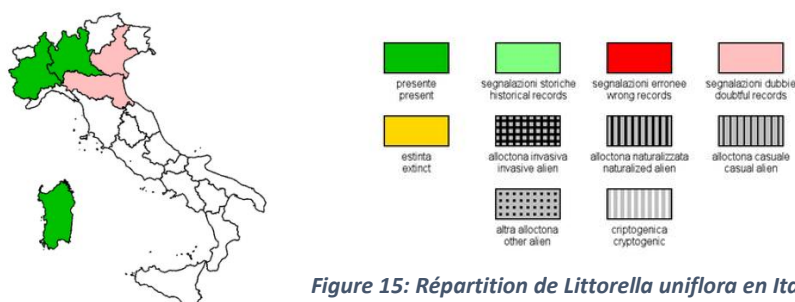 presente
present
segnalazioni storiche
historical records
segnalazioni erronee
wrong records
segnalazioni dubbie
doubtful records
estinta
extinct
alloctona invasiva
invasive alien
alloctona naturalizzata
naturalized alien
alloctona casuale
casual alien
altra alloctona
other alien
criptogenica
cryptogenic
Figure 15: Répartition de Littorella uniflora en Ita